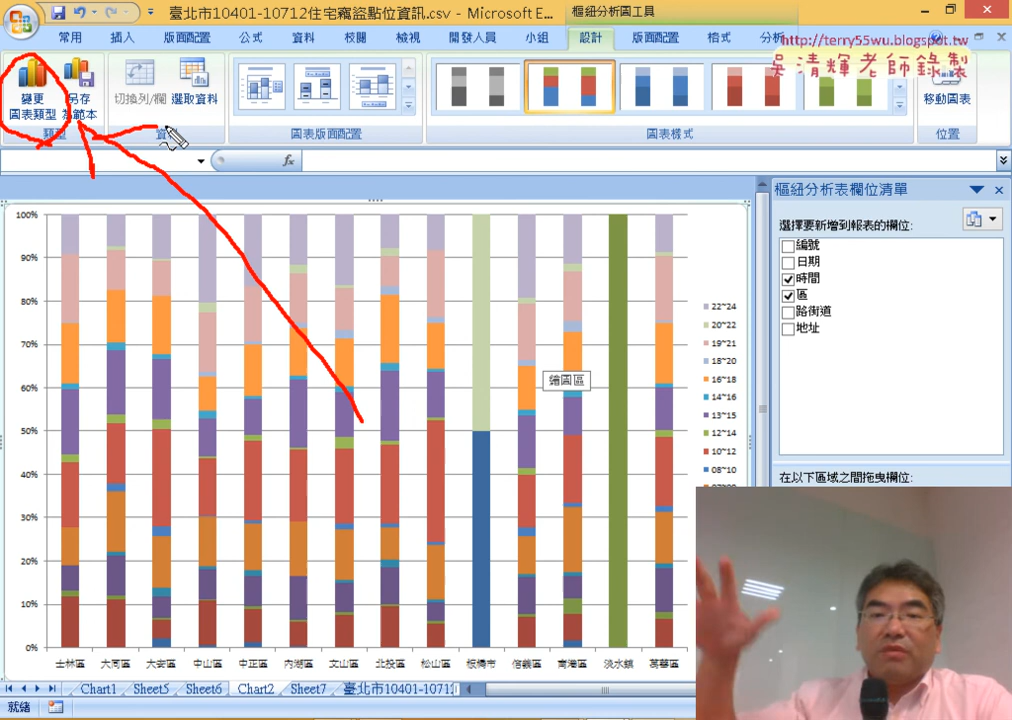 臺北市10401-10712住宅竊盜點位資訊.csv - Microsoft E...
樞紐分析圖工具
常用 插入 版面配置 公式 資料 校閱 檢視 開發人員 小組 設計 版面配置 格式 分析
http://terry55wu.blogspot.tw
吳清輝老師錄製
變更
圖表類型
另存
為範本
切換列/欄 選取資料
移動圖表
類型 圖表版面配置 圖表樣式 位置
fx
樞紐分析表欄位清單
選擇要新增到報表的欄位:
編號
日期
時間
區
路街道
地址
在以下區域之間拖曳欄位:
100%
90%
80%
70%
60%
50%
40%
30%
20%
10%
0%
繪圖區
22~24
20~22
19~21
18~20
16~18
14~16
13~15
12~14
10~12
08~10
士林區 大同區 大安區 中山區 中正區 內湖區 文山區 北投區 松山區 板橋市 信義區 南港區 淡水鎮 萬華區
Chart1 Sheet5 Sheet6 Chart2 Sheet7 臺北市10401-1071
就緒